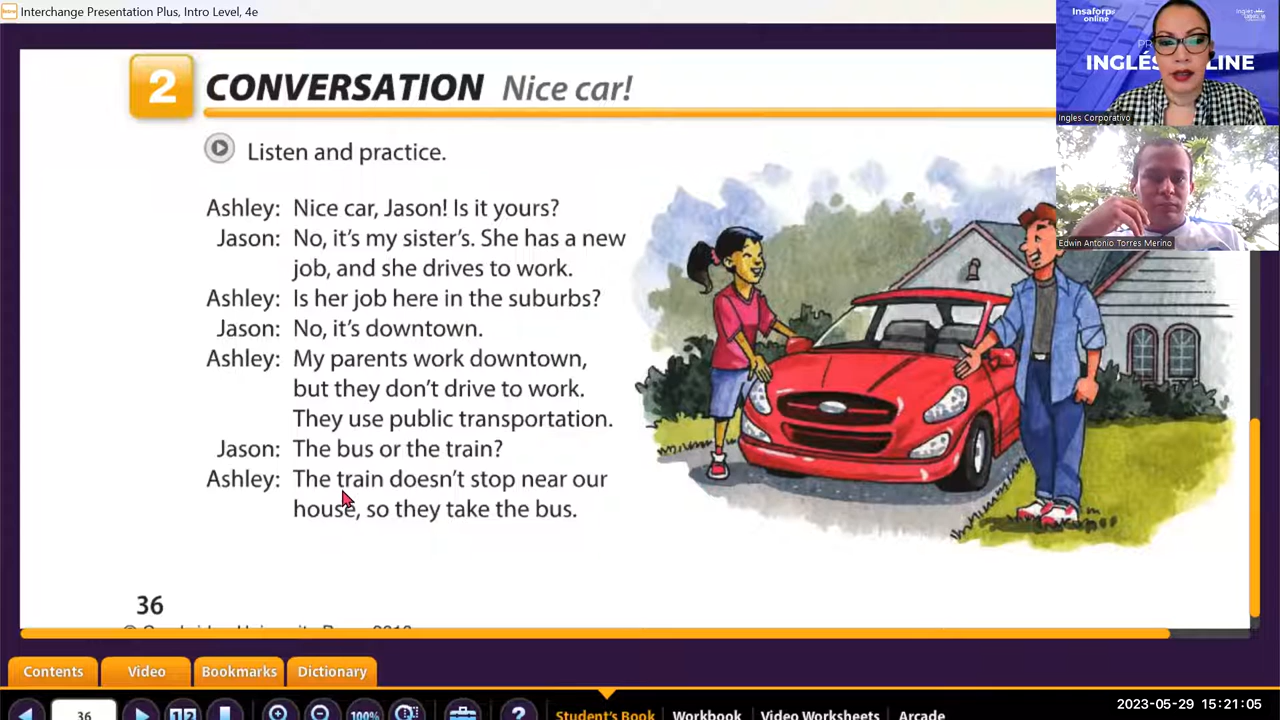 Interchange Presentation Plus, Intro Level, 4e
Insaforp
online
INGLÉS
LINE
Ingles Corporativo
Edwin Antonio Torres Merino
2 CONVERSATION Nice car!
Listen and practice.
Ashley: Nice car, Jason! Is it yours?
Jason: No, it's my sister's. She has a new
job, and she drives to work.
Ashley: Is her job here in the suburbs?
Jason: No, it's downtown.
Ashley: My parents work downtown,
but they don't drive to work.
They use public transportation.
Jason: The bus or the train?
Ashley: The train doesn't stop near our
house, so they take the bus.
36
Contents Video Bookmarks Dictionary
36 1 2 100% ? Student's Book Workbook Video Worksheets Arcade
2023-05-29 15:21:05